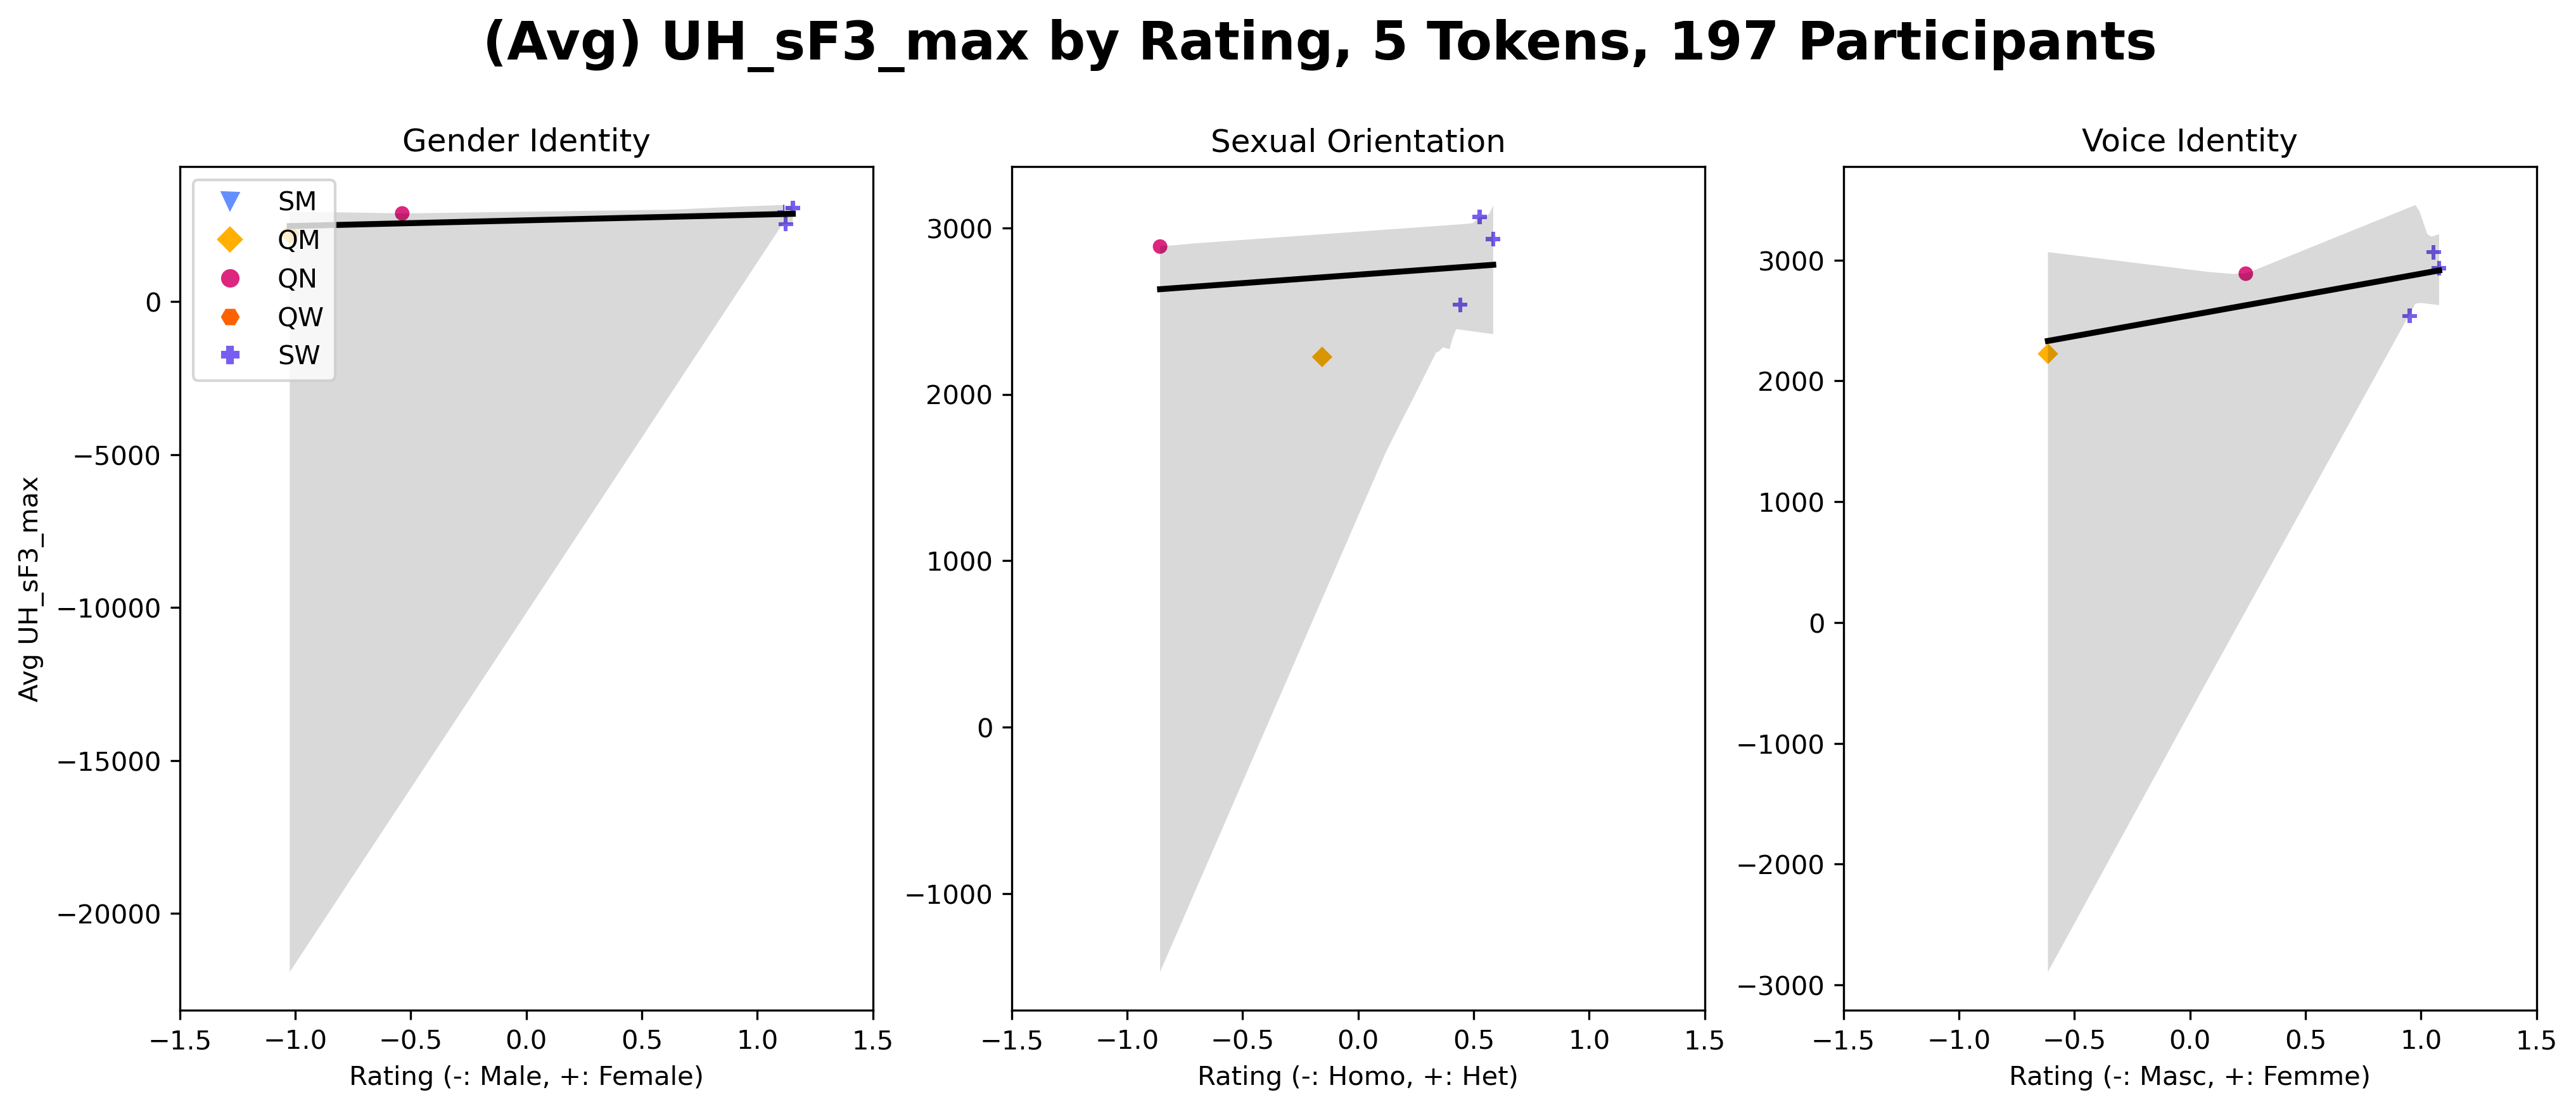 (Avg) UH_sF3_max by Rating, 5 Tokens, 197 Participants
Gender Identity
SM
QM
QN
QW
SW
0
−5000
−10000
−15000
−20000
Avg UH_sF3_max
−1.5 −1.0 −0.5 0.0 0.5 1.0 1.5
Rating (-: Male, +: Female)
Sexual Orientation
3000
2000
1000
0
−1000
−1.5 −1.0 −0.5 0.0 0.5 1.0 1.5
Rating (-: Homo, +: Het)
Voice Identity
3000
2000
1000
0
−1000
−2000
−3000
−1.5 −1.0 −0.5 0.0 0.5 1.0 1.5
Rating (-: Masc, +: Femme)